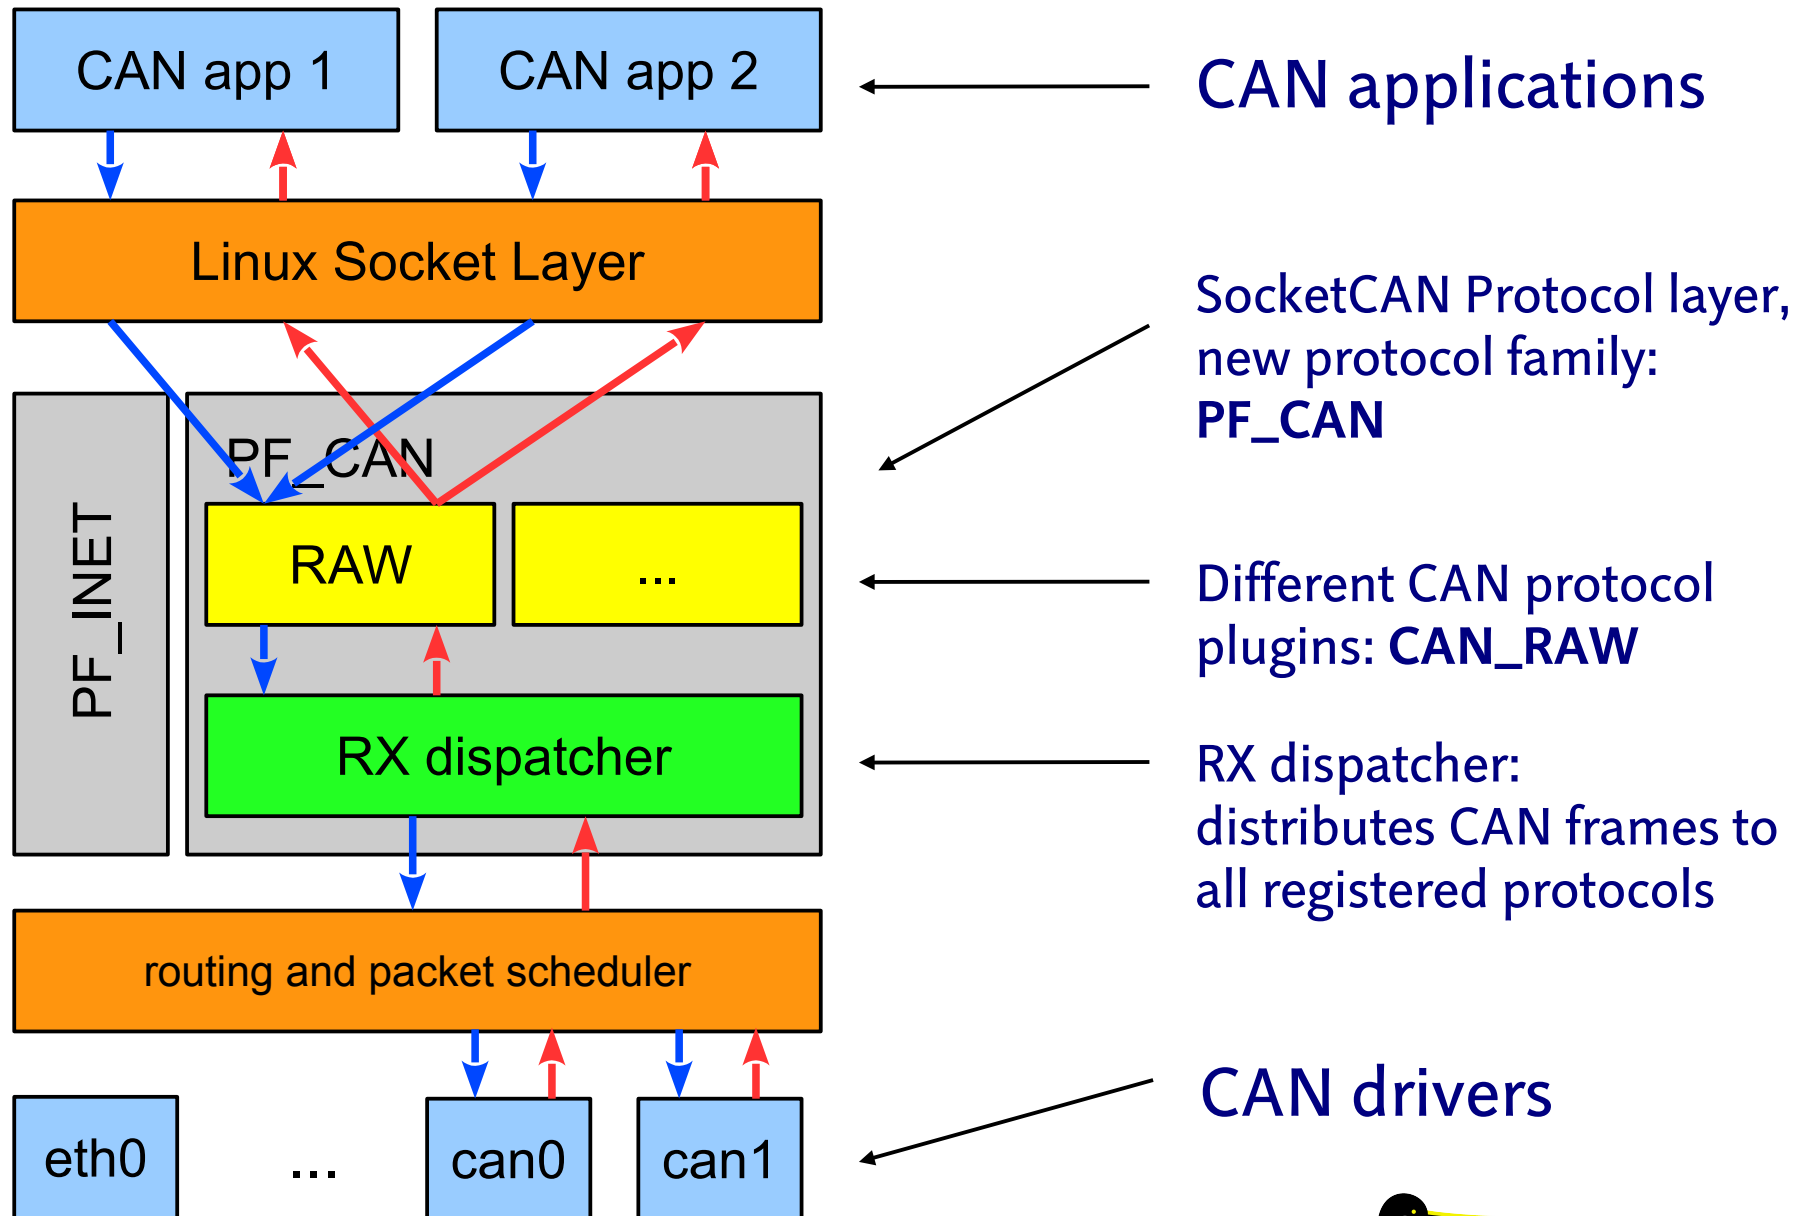 CAN app 1
CAN app 2
CAN applications
Linux Socket Layer
SocketCAN Protocol layer,
new protocol family:
PF_CAN
PF_INET
PF_CAN
RAW
...
Different CAN protocol
plugins: CAN_RAW
RX dispatcher
RX dispatcher:
distributes CAN frames to
all registered protocols
routing and packet scheduler
CAN drivers
eth0
...
can0
can1